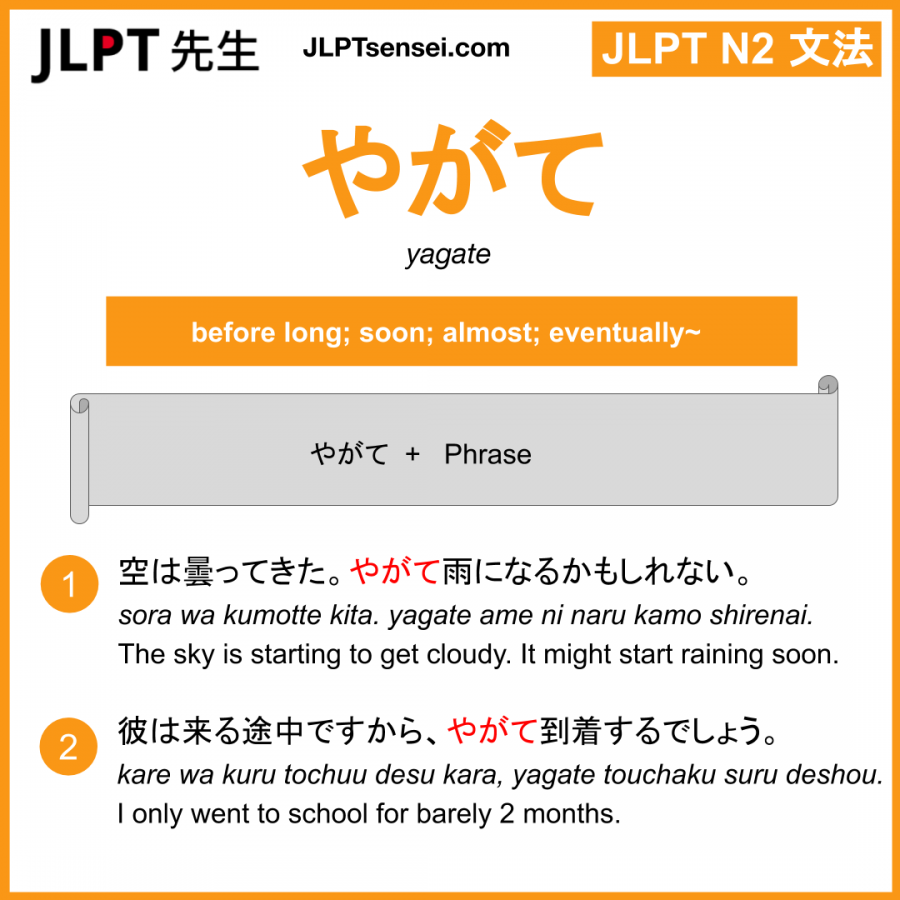 JLPT 先生
JLPTsensei.com
JLPT N2 文法
やがて
yagate
before long; soon; almost; eventually~
やがて + Phrase
1
空は曇ってきた。やがて雨になるかもしれない。
sora wa kumotte kita. yagate ame ni naru kamo shirenai.
The sky is starting to get cloudy. It might start raining soon.
2
彼は来る途中ですから、やがて到着するでしょう。
kare wa kuru tochuu desu kara, yagate touchaku suru deshou.
I only went to school for barely 2 months.